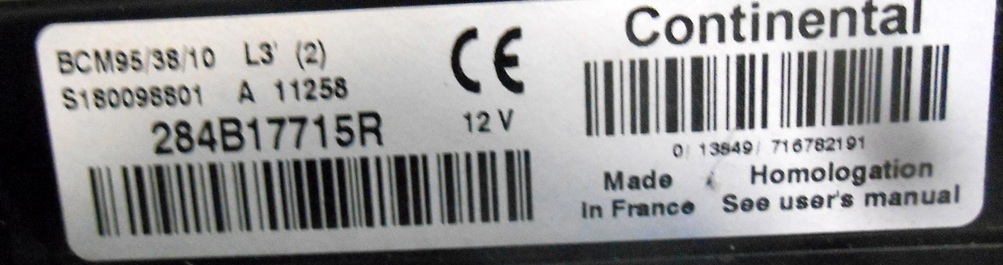 BCM95/38/10 L3' (2)
S180098801 A 11258
284B17715R
CE
12 V
Continental
0/ 13849/ 716782191
Made
in France
Homologation
See user's manual